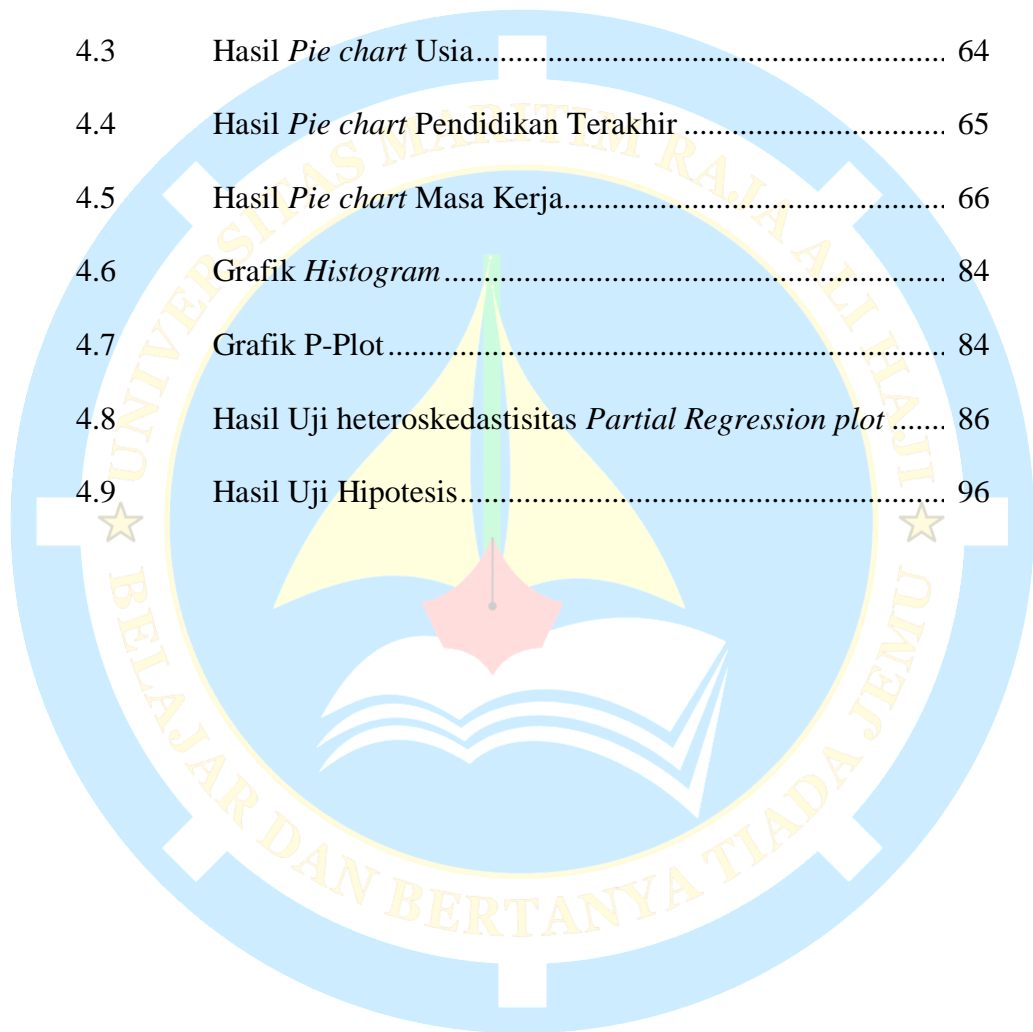 4.3 Hasil Pie chart Usia.......................................................... 64
4.4 Hasil Pie chart Pendidikan Terakhir ................................ 65
4.5 Hasil Pie chart Masa Kerja............................................... 66
4.6 Grafik Histogram.............................................................. 84
4.7 Grafik P-Plot..................................................................... 84
4.8 Hasil Uji heteroskedastisitas Partial Regression plot ....... 86
4.9 Hasil Uji Hipotesis............................................................ 96
UNIVERSITAS MARITIM RAJA ALI HAJI
BELAJAR DAN BERTANYA TIADA JEMU